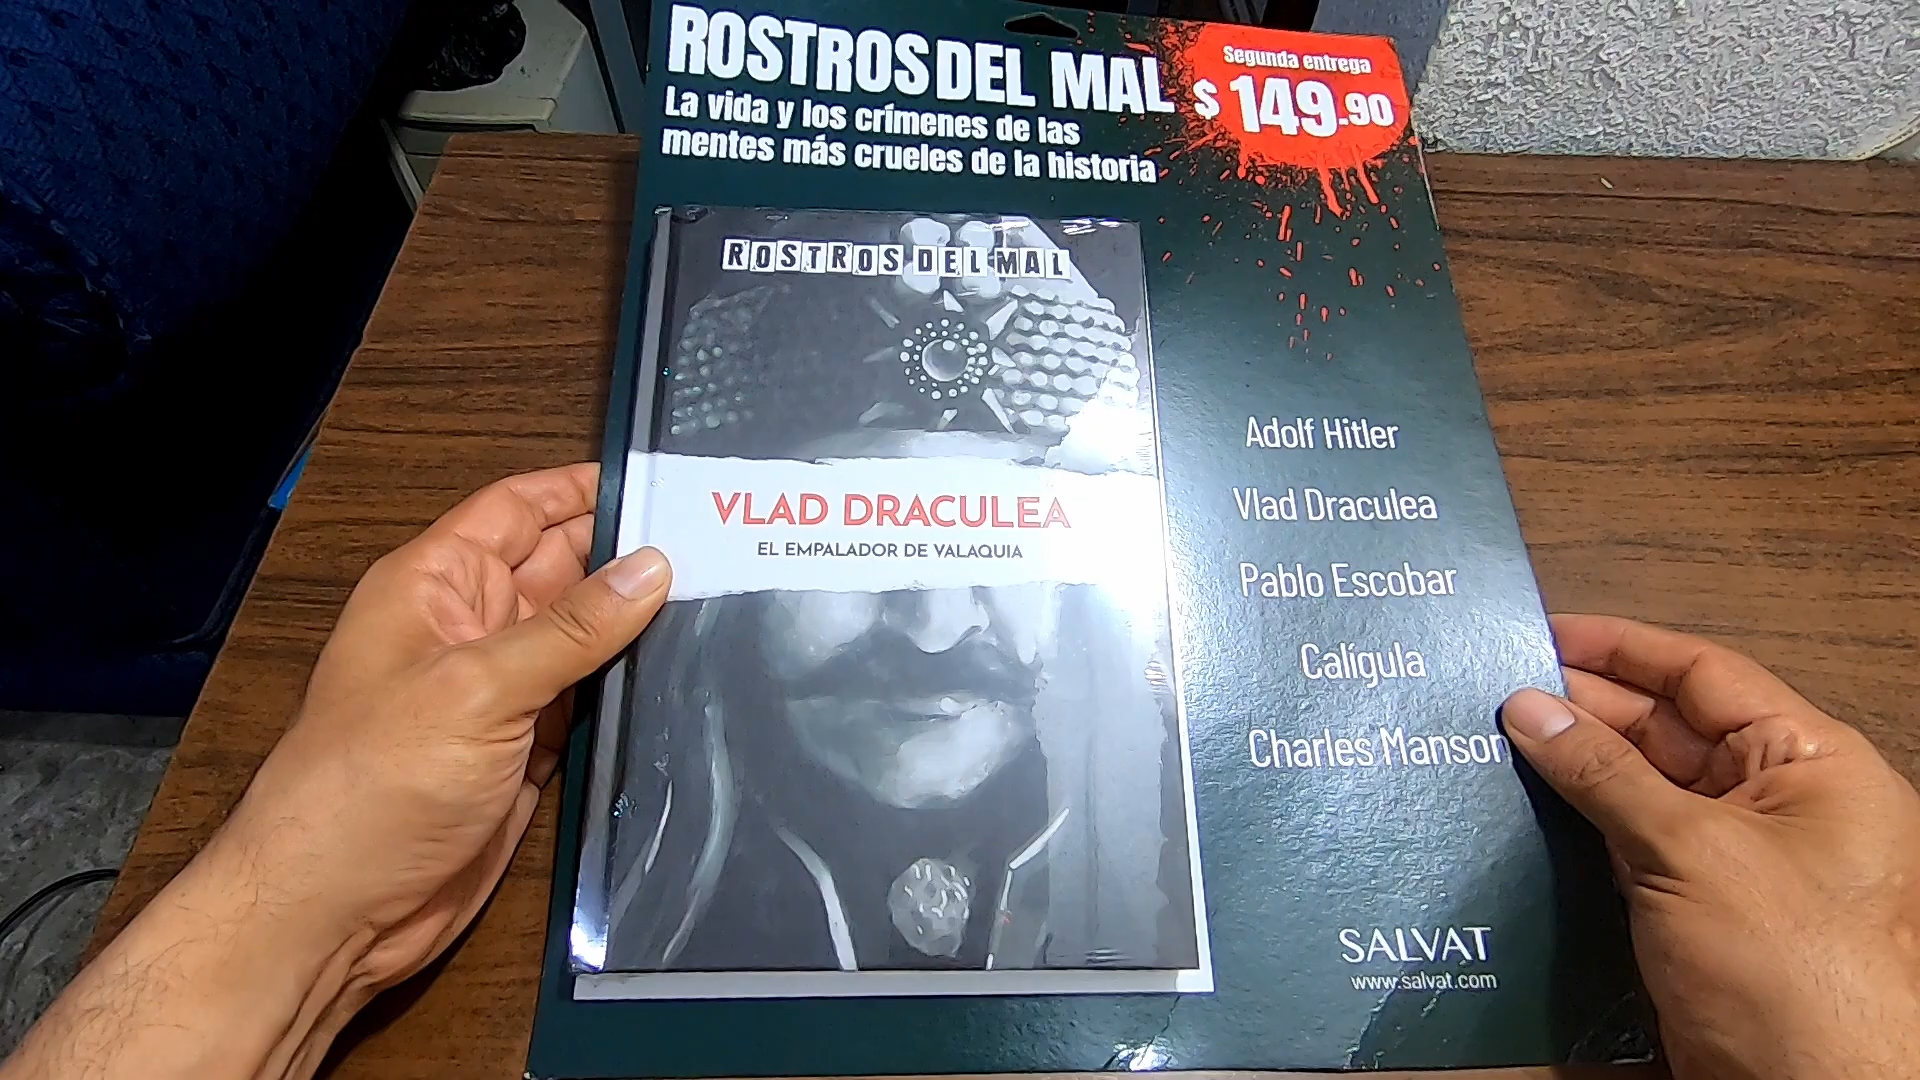 ROSTROS DEL MAL
La vida y los crímenes de las
mentes más crueles de la historia
Segunda entrega
$ 149.90
ROSTROS DEL MAL
VLAD DRACULEA
EL EMPALADOR DE VALAQUIA
Adolf Hitler
Vlad Draculea
Pablo Escobar
Calígula
Charles Manson
SALVAT
www.salvat.com